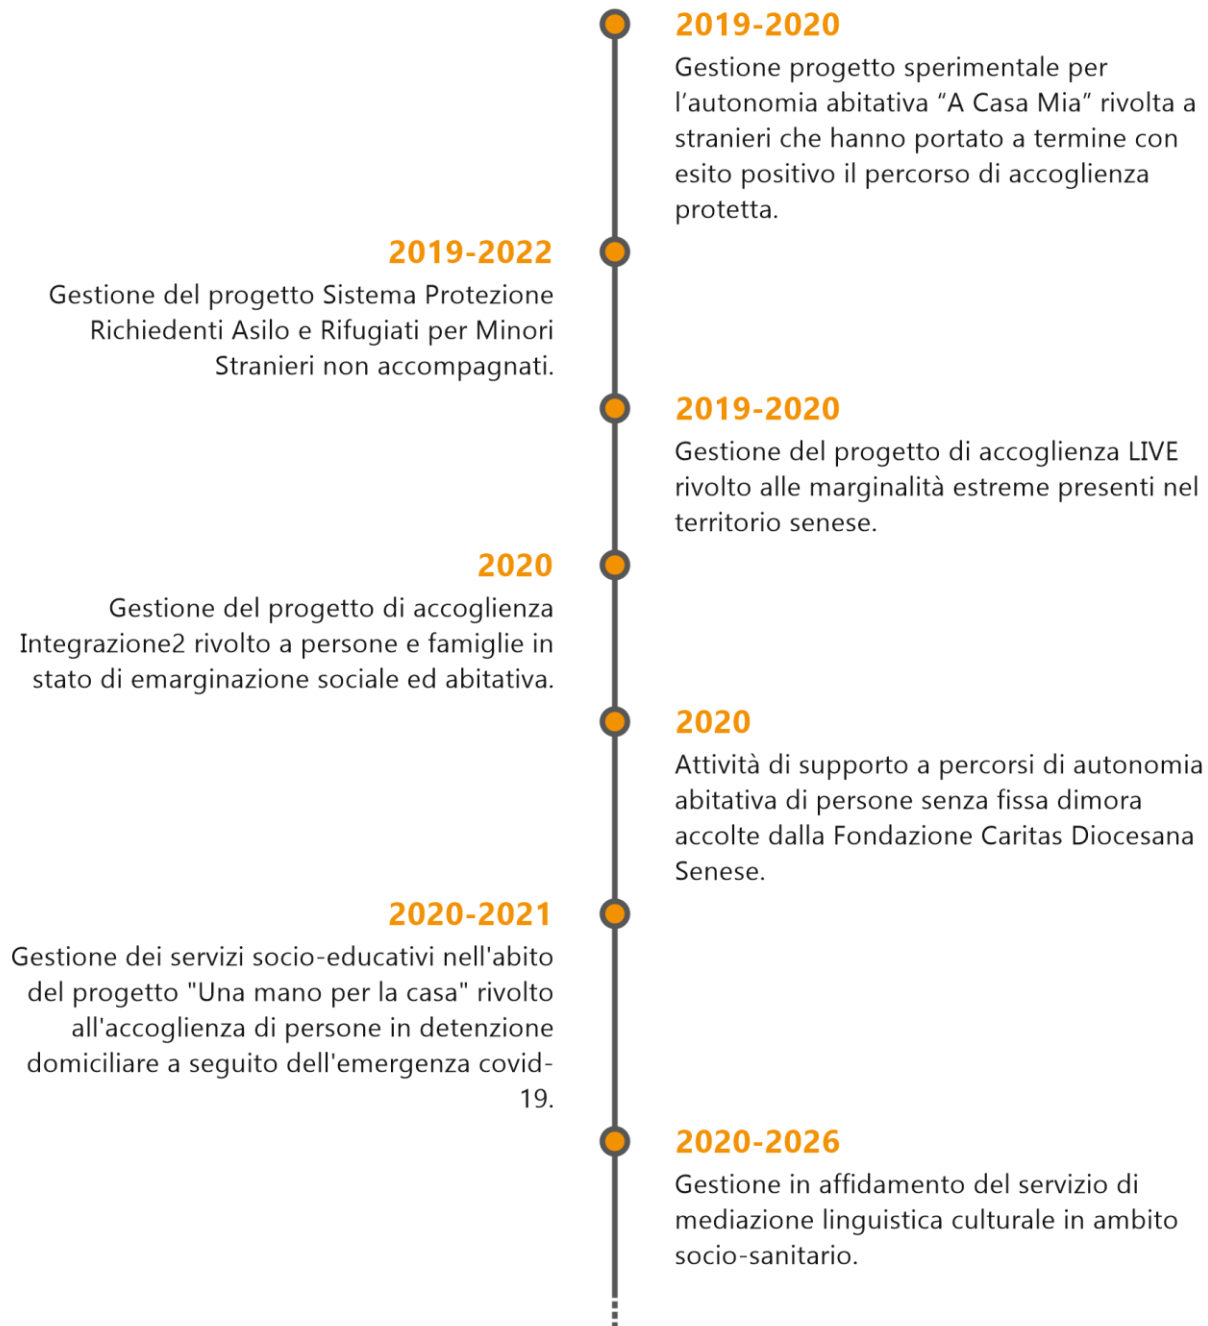 2019-2020
Gestione progetto sperimentale per
l’autonomia abitativa “A Casa Mia” rivolta a
stranieri che hanno portato a termine con
esito positivo il percorso di accoglienza
protetta.
2019-2022
Gestione del progetto Sistema Protezione
Richiedenti Asilo e Rifugiati per Minori
Stranieri non accompagnati.
2019-2020
Gestione del progetto di accoglienza LIVE
rivolto alle marginalità estreme presenti nel
territorio senese.
2020
Gestione del progetto di accoglienza
Integrazione2 rivolto a persone e famiglie in
stato di emarginazione sociale ed abitativa.
2020
Attività di supporto a percorsi di autonomia
abitativa di persone senza fissa dimora
accolte dalla Fondazione Caritas Diocesana
Senese.
2020-2021
Gestione dei servizi socio-educativi nell'abito
del progetto "Una mano per la casa" rivolto
all'accoglienza di persone in detenzione
domiciliare a seguito dell'emergenza covid-
19.
2020-2026
Gestione in affidamento del servizio di
mediazione linguistica culturale in ambito
socio-sanitario.